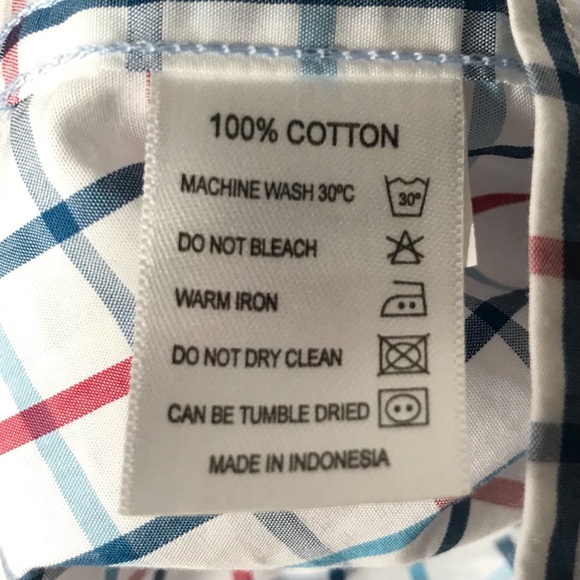 100% COTTON
MACHINE WASH 30ºC 30º
DO NOT BLEACH
WARM IRON
DO NOT DRY CLEAN
CAN BE TUMBLE DRIED
MADE IN INDONESIA